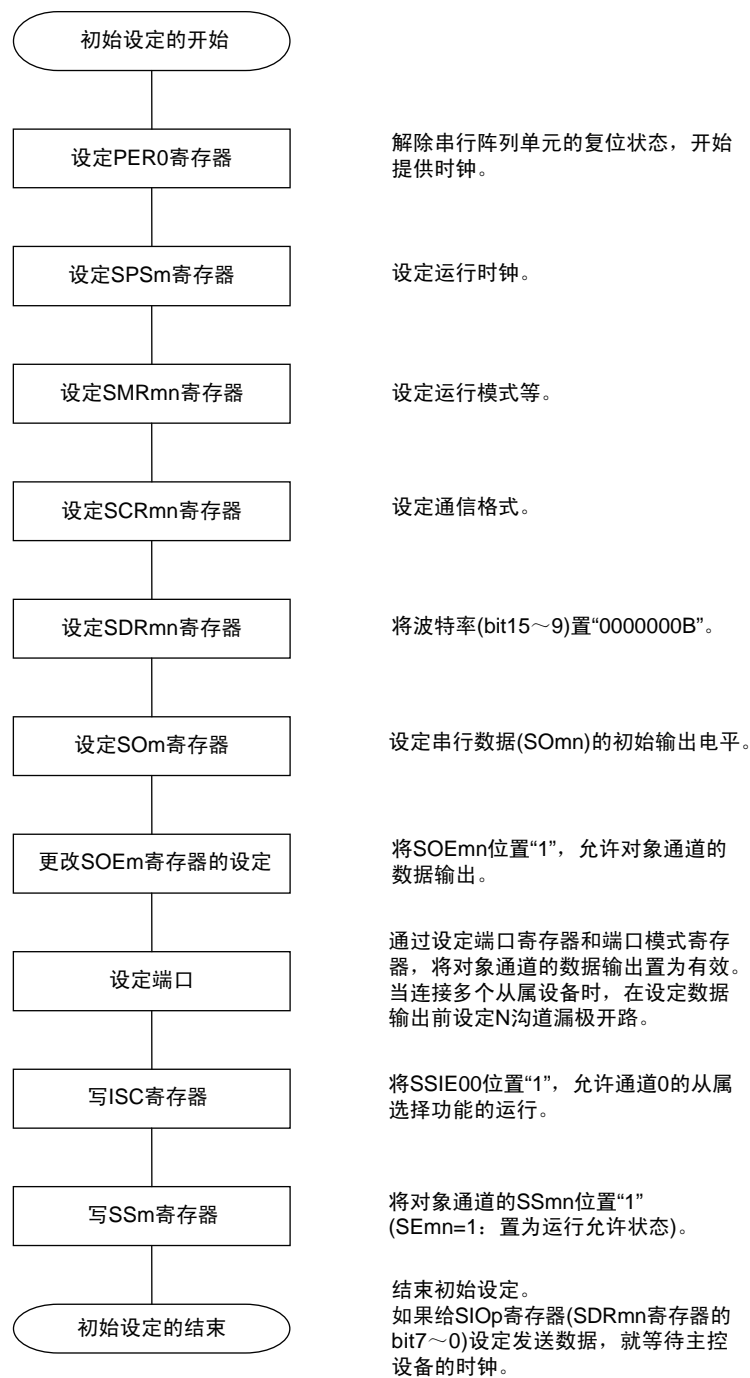 初始设定的开始
设定PER0寄存器
解除串行阵列单元的复位状态，开始
提供时钟。
设定SPSm寄存器
设定运行时钟。
设定SMRmn寄存器
设定运行模式等。
设定SCRmn寄存器
设定通信格式。
设定SDRmn寄存器
将波特率(bit15～9)置“0000000B”。
设定SOm寄存器
设定串行数据(SOmn)的初始输出电平。
更改SOEm寄存器的设定
将SOEmn位置“1”，允许对象通道的
数据输出。
设定端口
通过设定端口寄存器和端口模式寄存
器，将对象通道的数据输出置为有效。
当连接多个从属设备时，在设定数据
输出前设定N沟道漏极开路。
写ISC寄存器
将SSIE00位置“1”，允许通道0的从属
选择功能的运行。
写SSm寄存器
将对象通道的SSmn位置“1”
(SEmn=1：置为运行允许状态)。
初始设定的结束
结束初始设定。
如果给SIOp寄存器(SDRmn寄存器的
bit7～0)设定发送数据，就等待主控
设备的时钟。